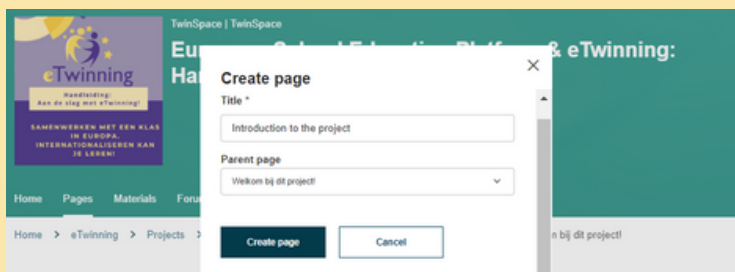 TwinSpace | TwinSpace
& eTwinning:
Create page
Title *
Introduction to the project
Parent page
Welkom bij dit project!
Create page
Cancel
eTwinning
Handleiding:
Aan de slag met eTwinning!
SAMENWERKEN MET EEN KLAS
IN EUROPA.
INTERNATIONALISEREN KAN
JE LEREN!
Home Pages Materials
Home > eTwinning > Projects >
n bij dit project!